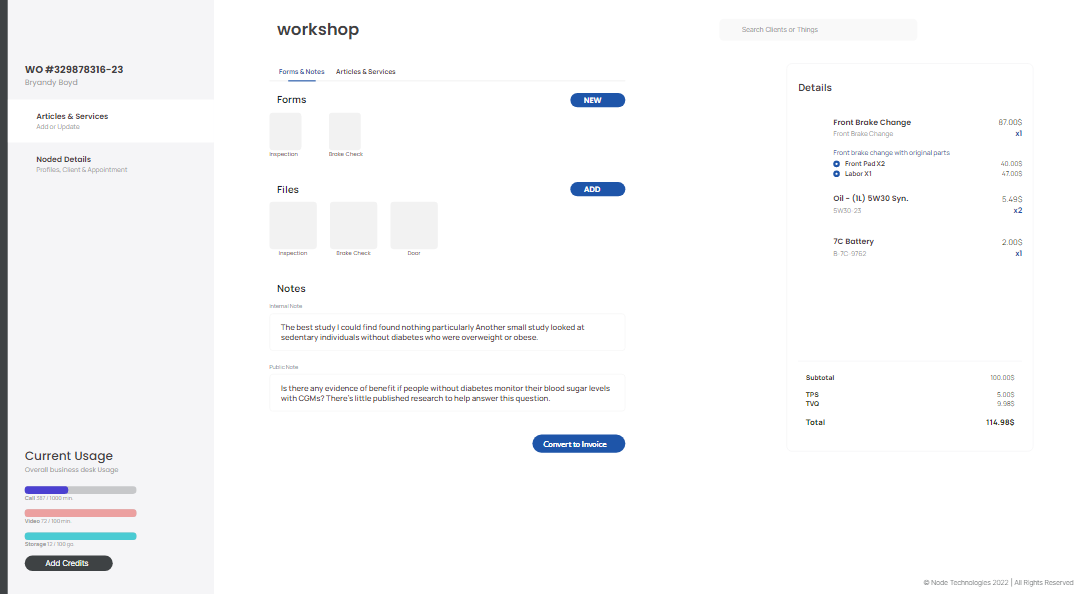 workshop
Search Clients or Things
WO #329878316-23
Bryandy Boyd
Articles & Services
Add or Update
Noded Details
Profiles, Client & Appointment
Current Usage
Overall business desk Usage
Call 387 / 1000 min.
Video 72 / 100 min.
Storage 12 / 100 go.
Add Credits
Forms & Notes
Articles & Services
Forms
NEW
Inspection
Broke Check
Files
ADD
Inspection
Broke Check
Door
Notes
Internal Note
The best study I could find found nothing particularly Another small study looked at
sedentary individuals without diabetes who were overweight or obese.
Public Note
Is there any evidence of benefit if people without diabetes monitor their blood sugar levels
with CGMs? There's little published research to help answer this question.
Convert to Invoice
Details
Front Brake Change 87.00$
Front Brake Change x1
Front brake change with original parts
Front Pad X2 40.00$
Labor X1 47.00$
Oil - (1L) 5W30 Syn. 5.49$
5W30-23 x2
7C Battery 2.00$
B-7C-9762 x1
Subtotal 100.00$
TPS 5.00$
TVQ 9.98$
Total 114.98$
© Node Technologies 2022 | All Rights Reserved